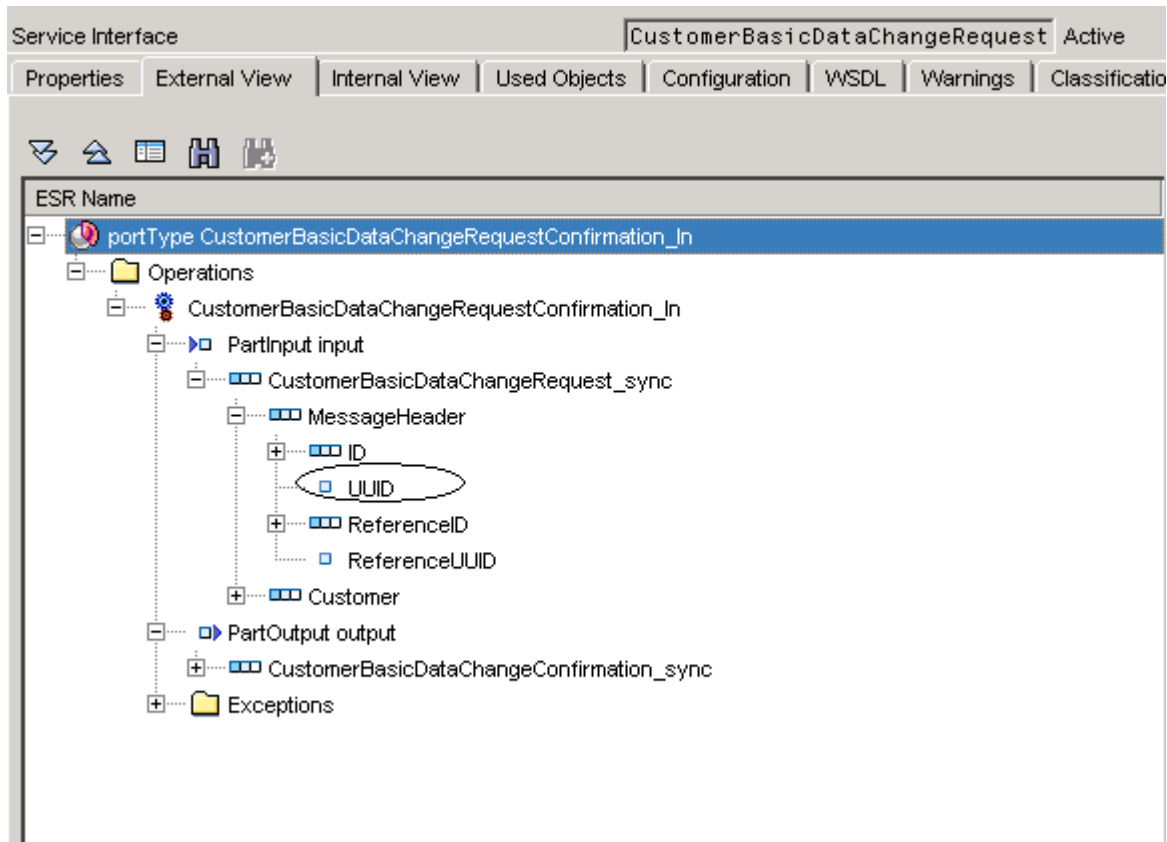 Service Interface CustomerBasicDataChangeRequest Active
Properties External View Internal View Used Objects Configuration WSDL Warnings Classificatio
ESR Name
portType CustomerBasicDataChangeRequestConfirmation_In
Operations
CustomerBasicDataChangeRequestConfirmation_In
PartInput input
CustomerBasicDataChangeRequest_sync
MessageHeader
ID
UUID
ReferenceID
ReferenceUUID
Customer
PartOutput output
CustomerBasicDataChangeConfirmation_sync
Exceptions